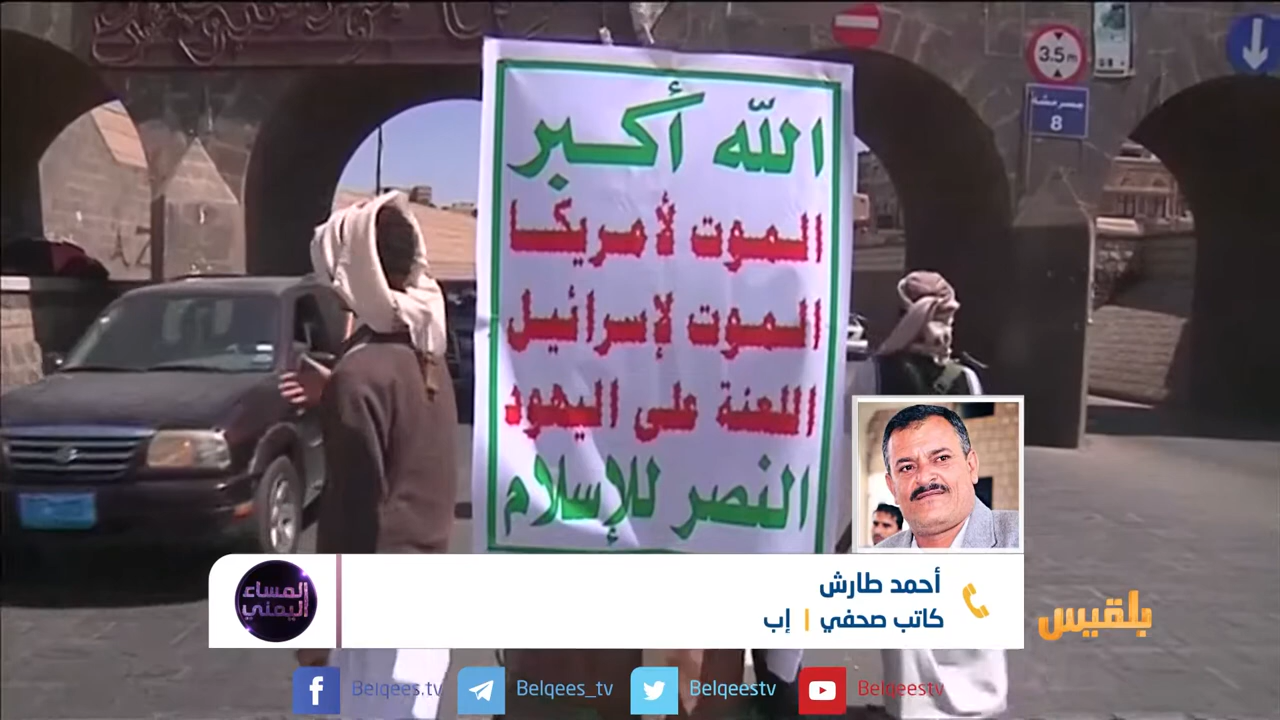 3.5m
مسرعشة
8
الله أكبر
الموت لأمريكا
الموت لإسرائيل
اللعنة على اليهود
النصر للإسلام
أحمد طارش
كاتب صحفي | إب
المساء
اليمني
بلقيس
Belqees.tv
Belqees_tv
Belqeestv
Belqeestv